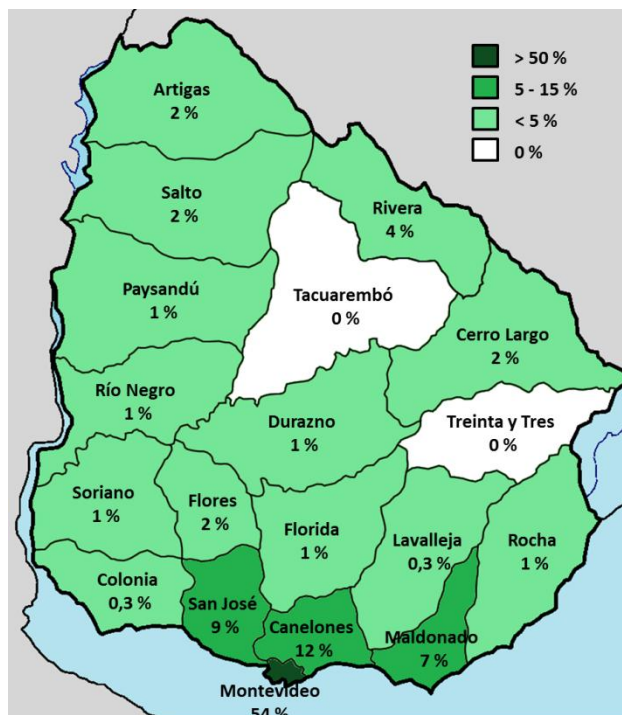 > 50 %
5 - 15 %
< 5 %
0 %
Artigas
2 %
Salto
2 %
Rivera
4 %
Paysandú
1 %
Tacuarembó
0 %
Cerro Largo
2 %
Río Negro
1 %
Durazno
1 %
Treinta y Tres
0 %
Soriano
1 %
Flores
2 %
Florida
1 %
Lavalleja
0,3 %
Rocha
1 %
Colonia
0,3 %
San José
9 %
Canelones
12 %
Maldonado
7 %
Montevideo
54 %